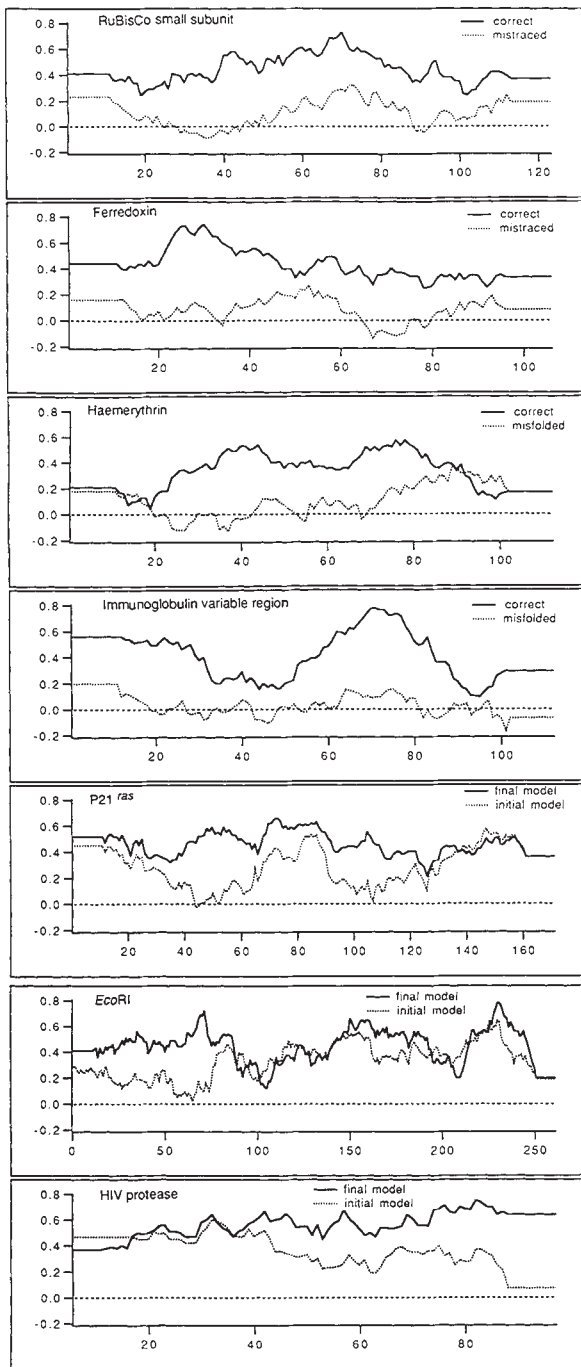 RuBisCo small subunit
correct
mistraced
0.8
0.6
0.4
0.2
0.0
-0.2
20 40 60 80 100 120
Ferredoxin
correct
mistraced
0.8
0.6
0.4
0.2
0.0
-0.2
20 40 60 80 100
Haemerythrin
correct
misfolded
0.8
0.6
0.4
0.2
0.0
-0.2
20 40 60 80 100
Immunoglobulin variable region
correct
misfolded
0.8
0.6
0.4
0.2
0.0
-0.2
20 40 60 80 100
P21 ras
final model
initial model
0.8
0.6
0.4
0.2
0.0
-0.2
20 40 60 80 100 120 140 160
EcoRI
final model
initial model
0.8
0.6
0.4
0.2
0.0
-0.2
0 50 100 150 200 250
HIV protease
final model
initial model
0.8
0.6
0.4
0.2
0.0
-0.2
20 40 60 80